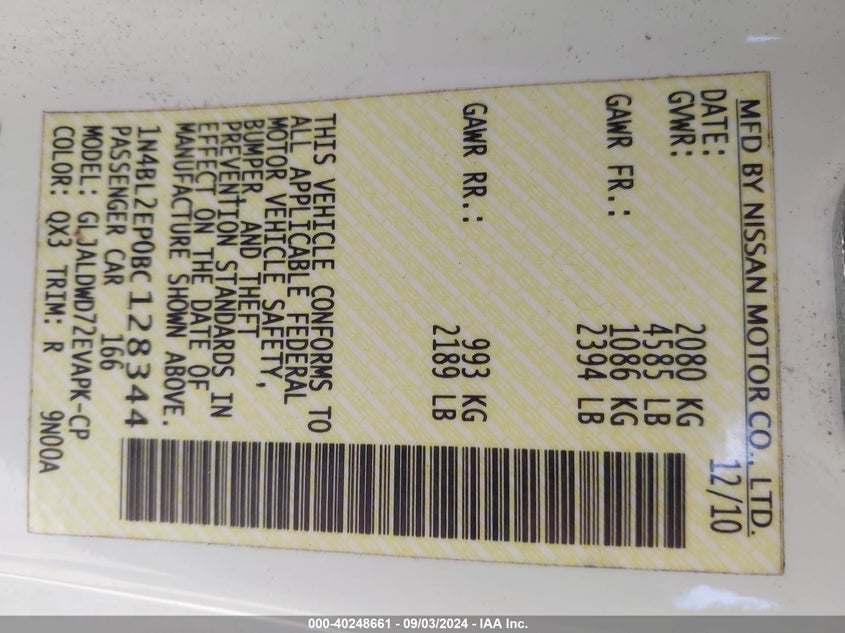 MFD BY NISSAN MOTOR CO., LTD.
DATE: 12/10
GVWR: 2080 KG
4585 LB
GAWR FR.: 1086 KG
2394 LB
GAWR RR.: 993 KG
2189 LB
THIS VEHICLE CONFORMS TO
ALL APPLICABLE FEDERAL
MOTOR VEHICLE SAFETY,
BUMPER, AND THEFT
PREVENTION STANDARDS IN
EFFECT ON THE DATE OF
MANUFACTURE SHOWN ABOVE.
1N4BL2EP0BC128344
PASSENGER CAR 166
MODEL: GLJALDWD72EVAPK-CP
COLOR: QX3 TRIM: R 9N00A
000-40248661 - 09/03/2024 - IAA Inc.